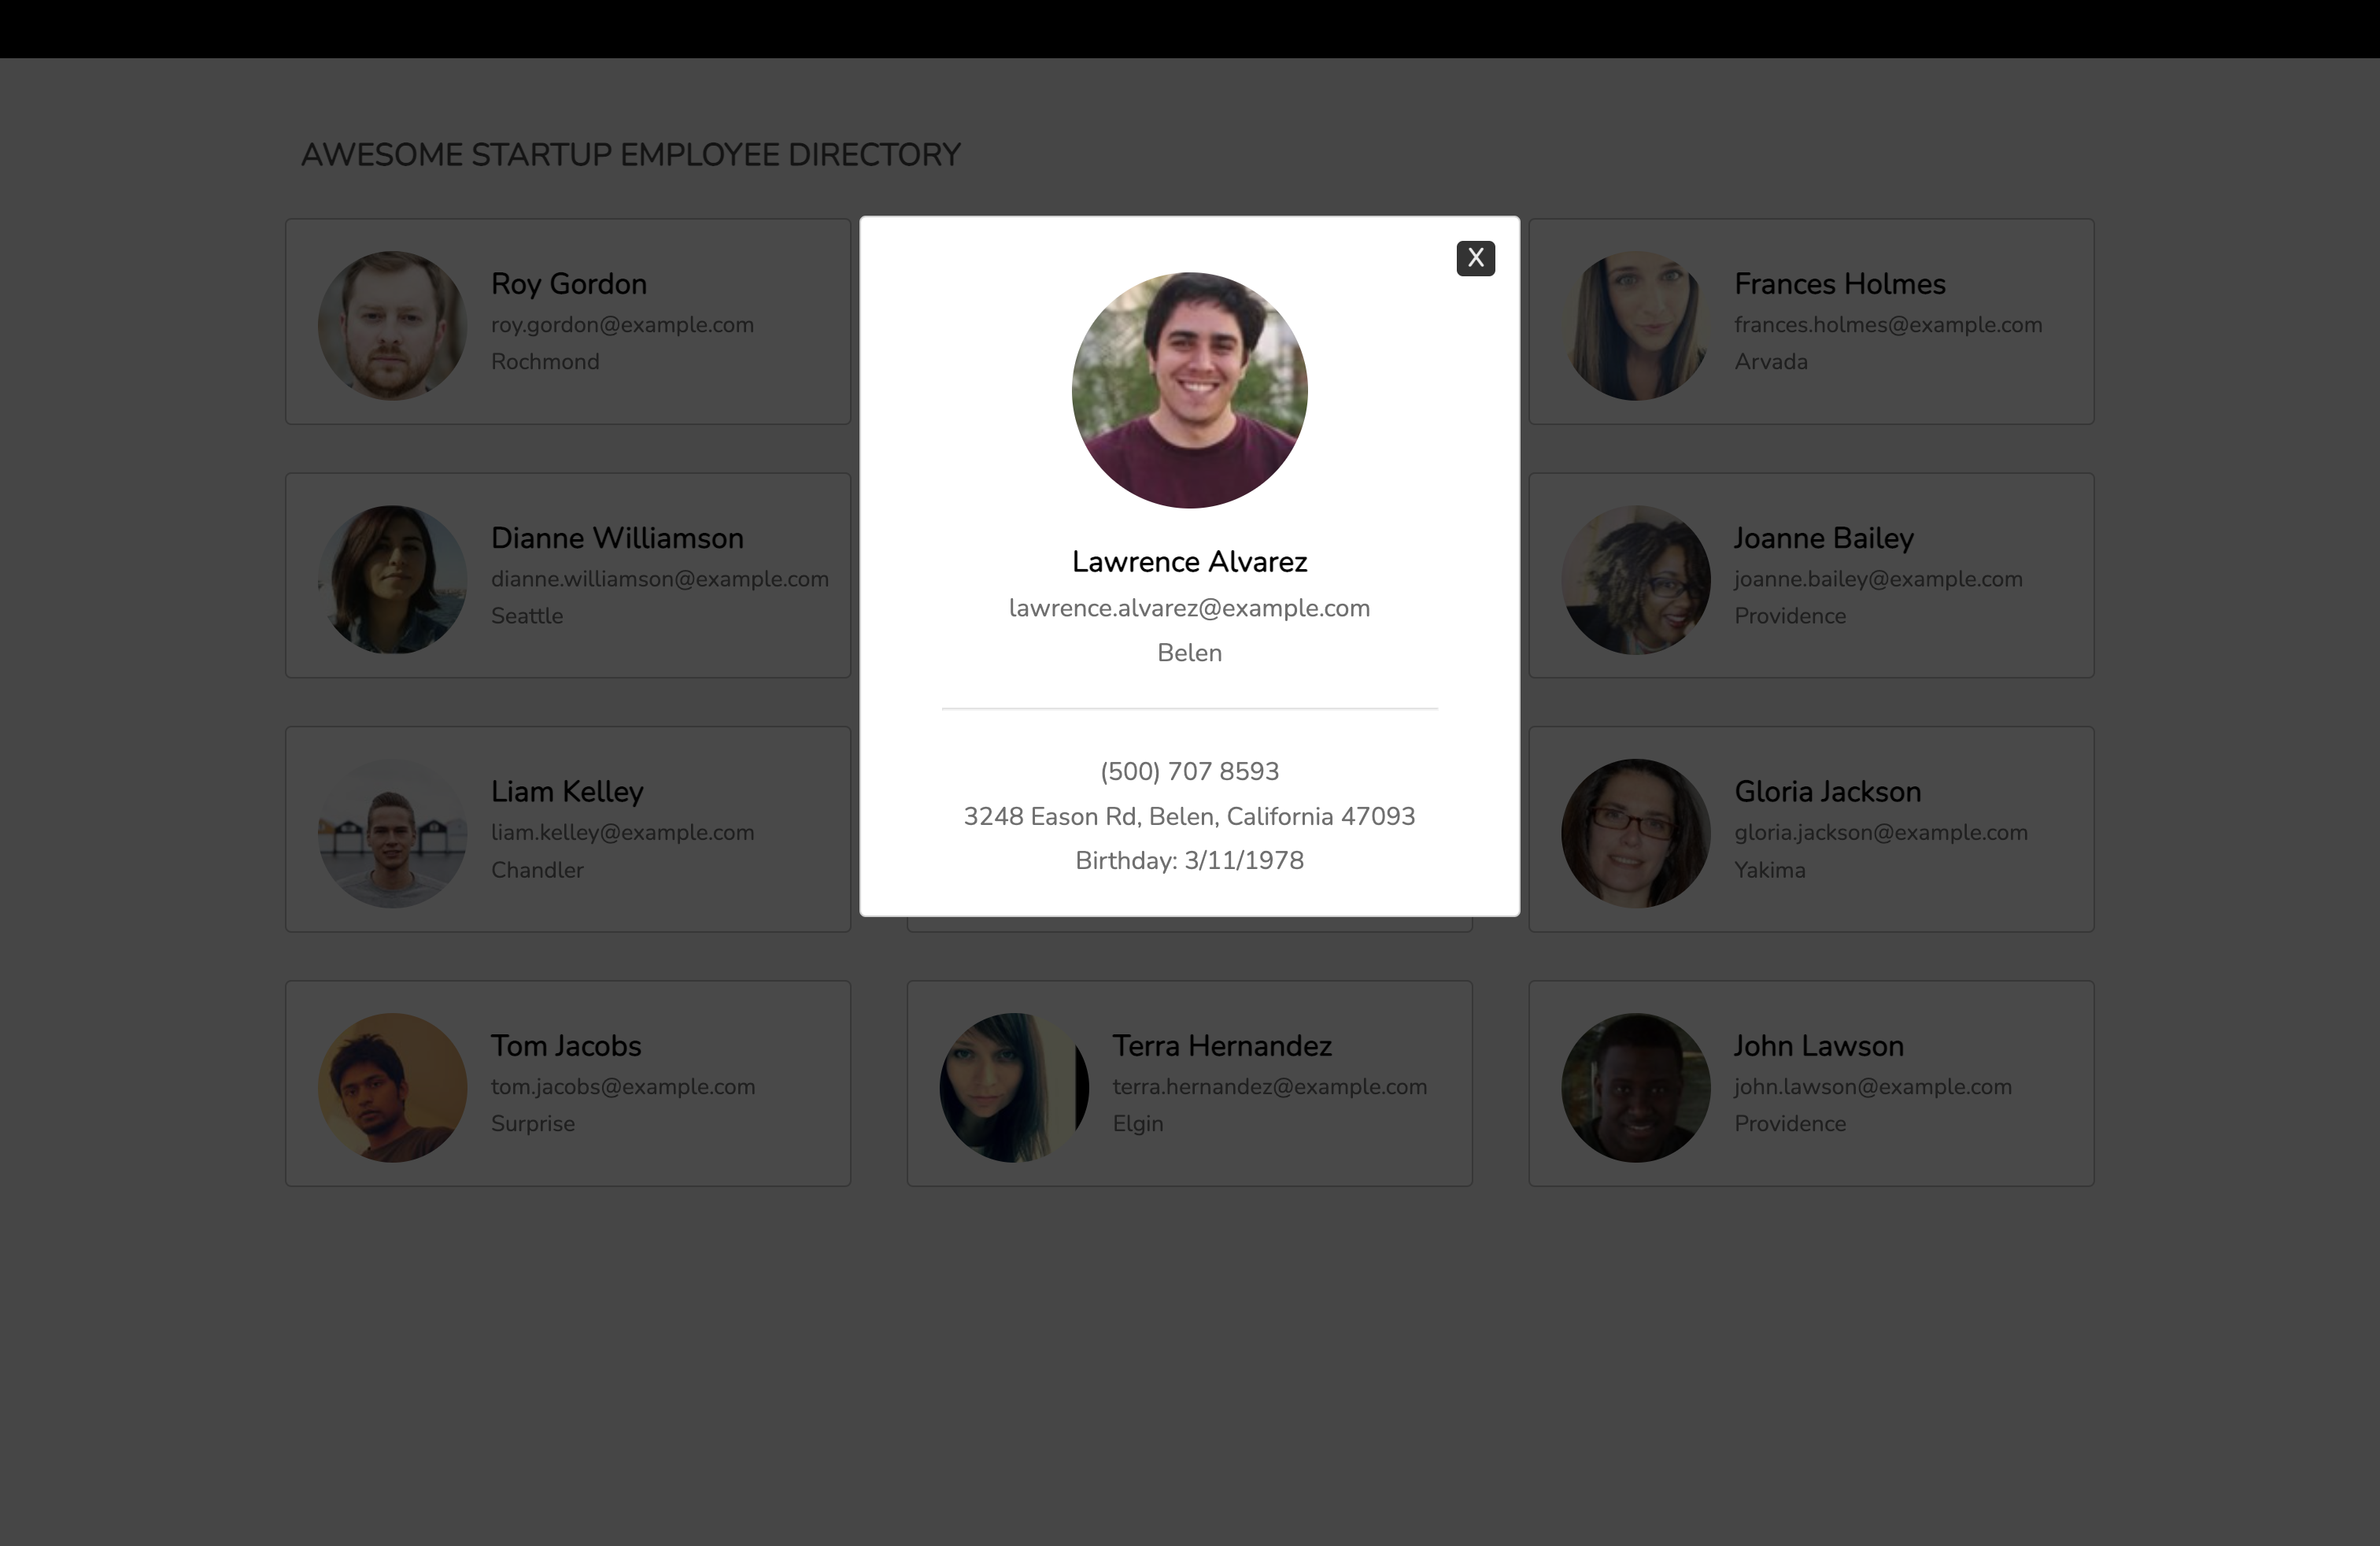 AWESOME STARTUP EMPLOYEE DIRECTORY
Roy Gordon
roy.gordon@example.com
Rochmond
X
Lawrence Alvarez
lawrence.alvarez@example.com
Belen
(500) 707 8593
3248 Eason Rd, Belen, California 47093
Birthday: 3/11/1978
Frances Holmes
frances.holmes@example.com
Arvada
Dianne Williamson
dianne.williamson@example.com
Seattle
Joanne Bailey
joanne.bailey@example.com
Providence
Liam Kelley
liam.kelley@example.com
Chandler
Gloria Jackson
gloria.jackson@example.com
Yakima
Tom Jacobs
tom.jacobs@example.com
Surprise
Terra Hernandez
terra.hernandez@example.com
Elgin
John Lawson
john.lawson@example.com
Providence